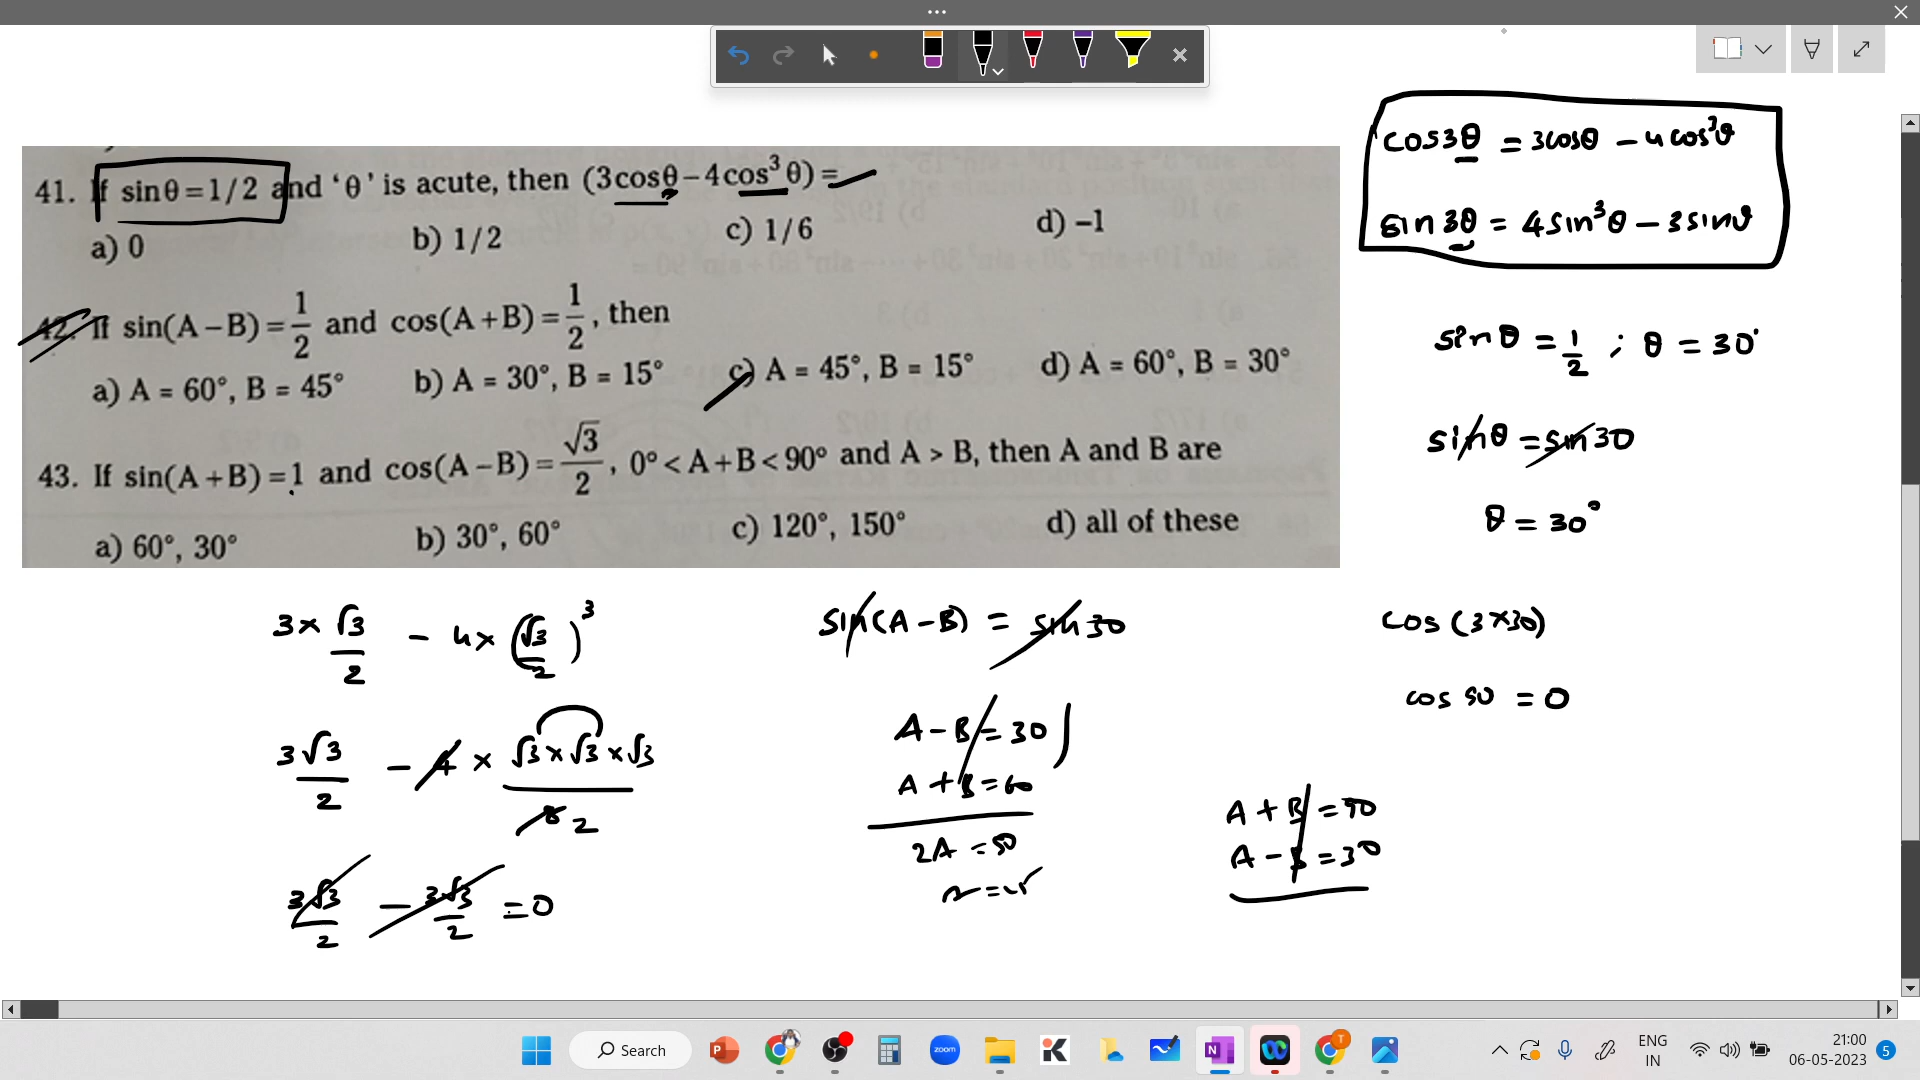 41. If sinθ=1/2 and 'θ' is acute, then (3cosθ−4cos³θ)=
a) 0 b) 1/2 c) 1/6 d) −1
42. If sin(A−B)=1/2 and cos(A+B)=1/2, then
a) A = 60°, B = 45° b) A = 30°, B = 15° c) A = 45°, B = 15° d) A = 60°, B = 30°
43. If sin(A+B)=1 and cos(A−B)=√3/2, 0°<A+B<90° and A > B, then A and B are
a) 60°, 30° b) 30°, 60° c) 120°, 150° d) all of these
cos3θ = 3cosθ − 4cos³θ
sin3θ = 4sin³θ − 3sinθ
sinθ = 1/2 ; θ = 30°
sinθ = sin30
θ = 30°
cos(3×30)
cos 90 = 0
3×√3/2 − 4×(√3/2)³
3√3/2 − 4 × √3×√3×√3/8 2
3√3/2 − 3√3/2 = 0
sin(A−B) = sin30
A−B=30
A+B=60
2A=90
A+B=90
A−B=30
Search
ENG
IN
21:00
06-05-2023
5
zoom